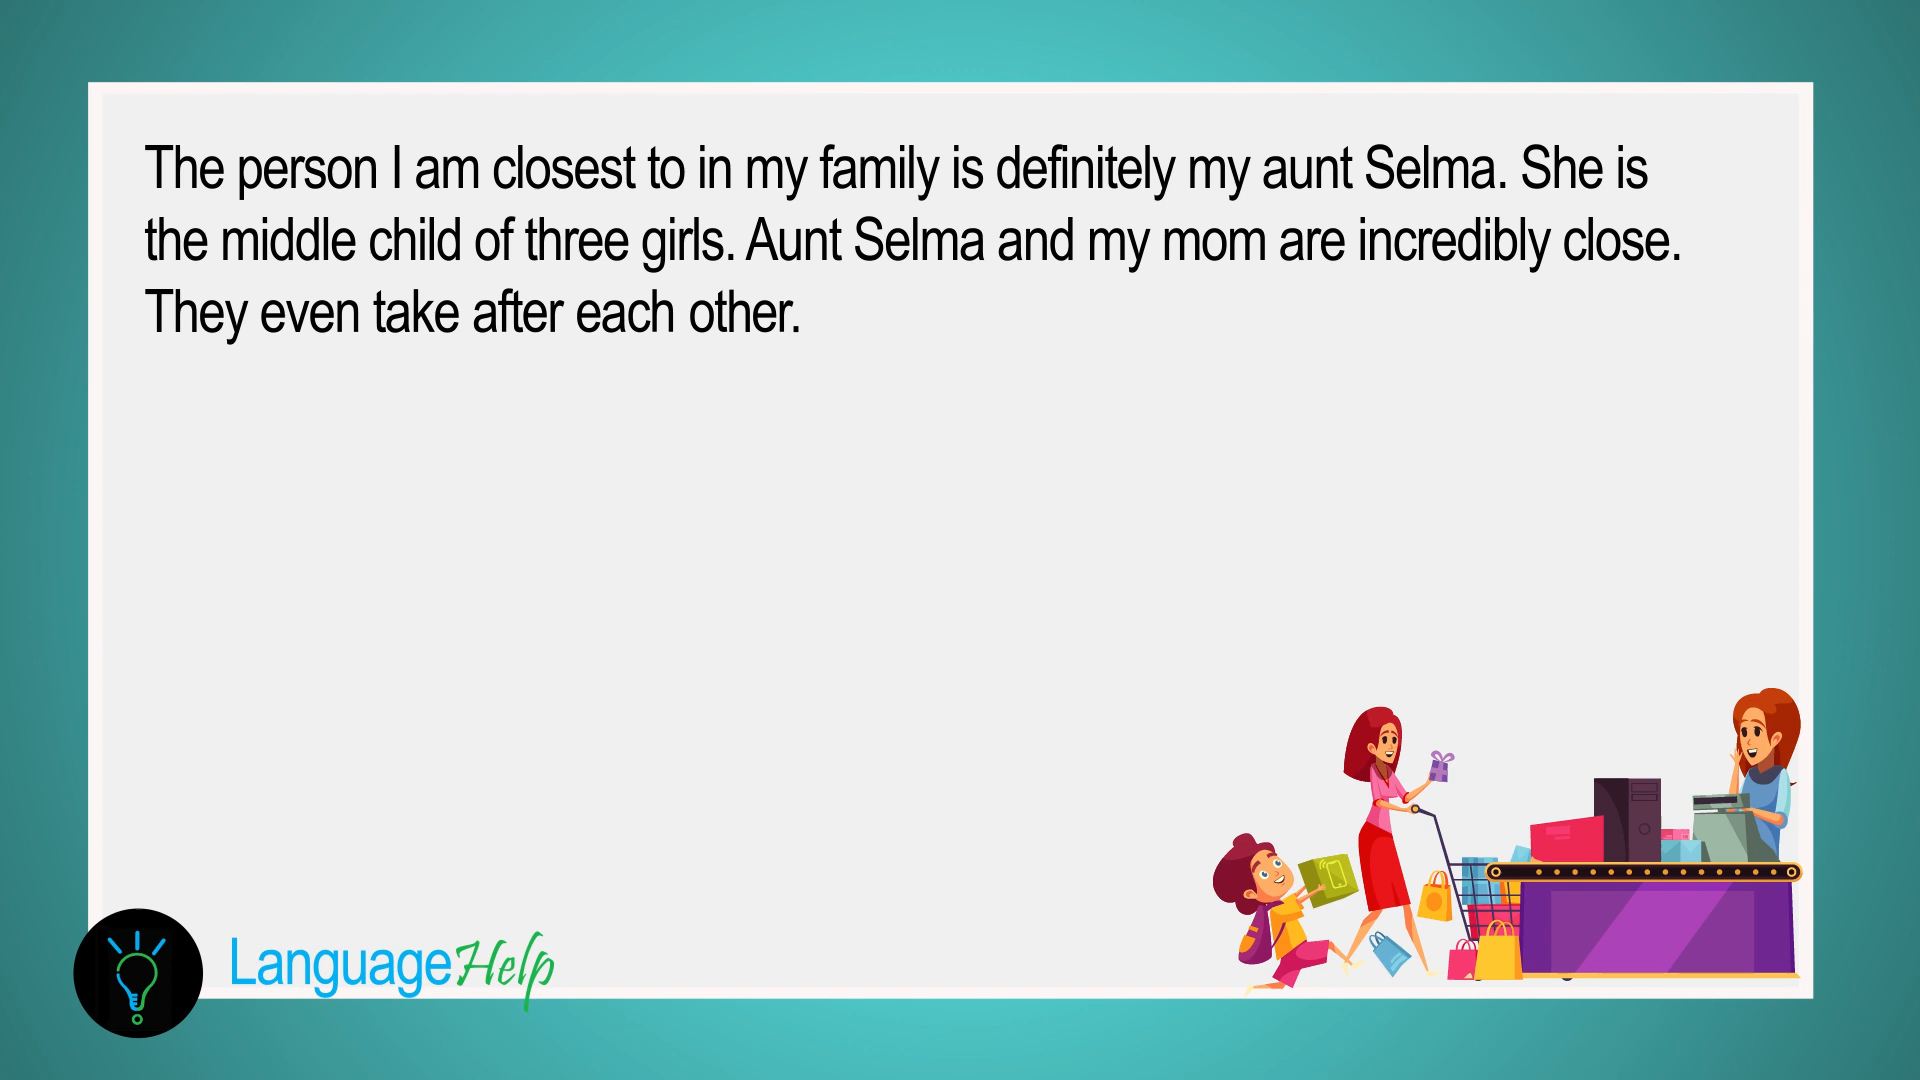 The person I am closest to in my family is definitely my aunt Selma. She is
the middle child of three girls. Aunt Selma and my mom are incredibly close.
They even take after each other.
LanguageHelp